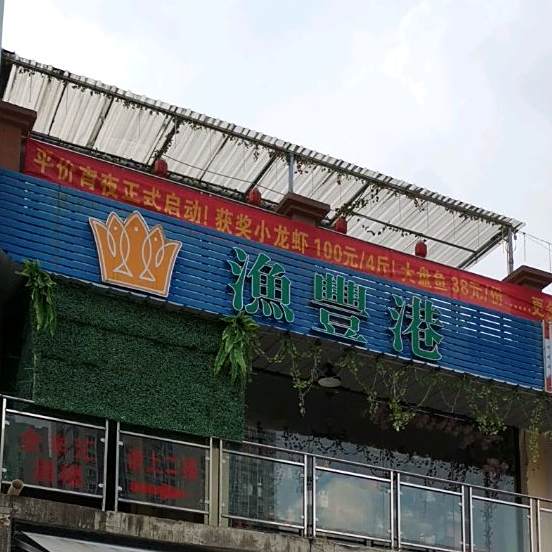 平价宵夜正式启动! 获奖小龙虾 100元/4斤! 大盘鱼 38元/份 ......更
漁豐港